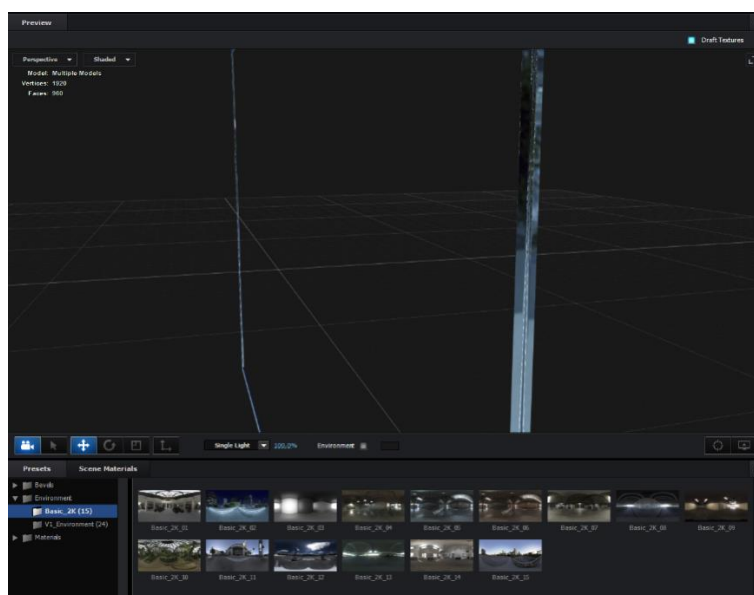 Preview
Draft Textures
Perspective Shaded
Model: Multiple Models
Vertices: 1920
Faces: 960
Single Light 100.0% Environment
Presets Scene Materials
Bevels
Environment
Basic_2K (15)
V1_Environment (24)
Materials
Basic_2K_01 Basic_2K_02 Basic_2K_03 Basic_2K_04 Basic_2K_05 Basic_2K_06 Basic_2K_07 Basic_2K_08 Basic_2K_09
Basic_2K_10 Basic_2K_11 Basic_2K_12 Basic_2K_13 Basic_2K_14 Basic_2K_15